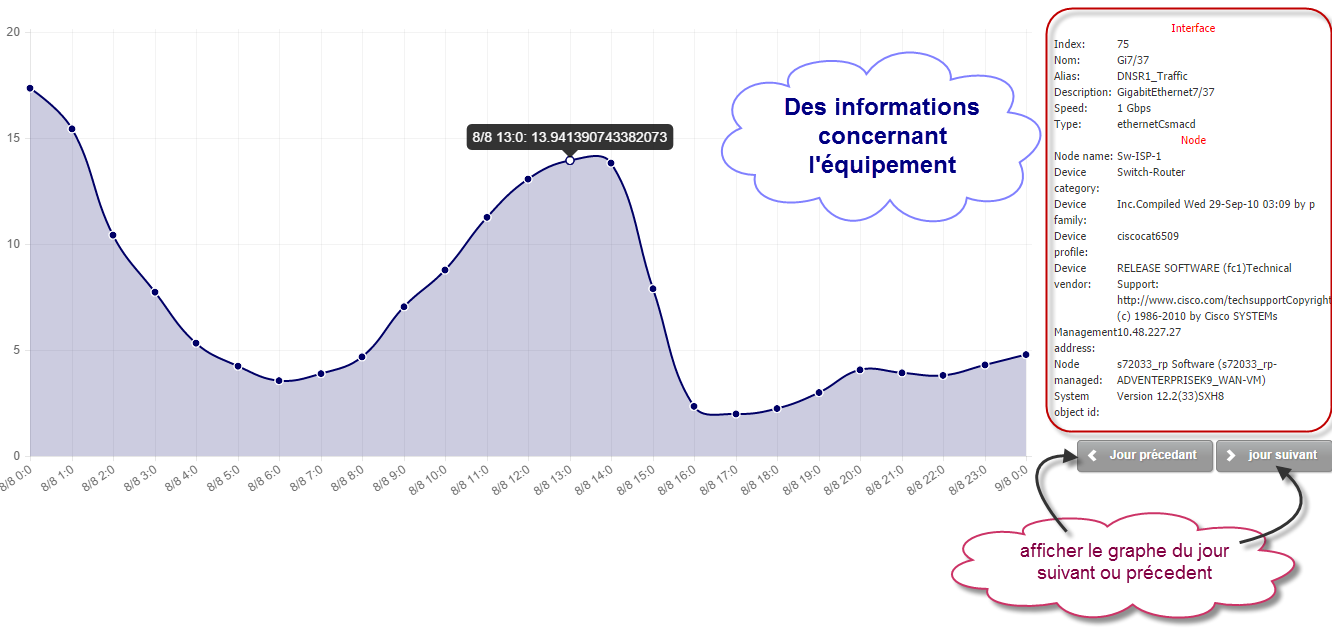 20
15
10
5
0
8/8 13:0: 13.941390743382073
8/8 0:0
8/8 1:0
8/8 2:0
8/8 3:0
8/8 4:0
8/8 5:0
8/8 6:0
8/8 7:0
8/8 8:0
8/8 9:0
8/8 10:0
8/8 11:0
8/8 12:0
8/8 13:0
8/8 14:0
8/8 15:0
8/8 16:0
8/8 17:0
8/8 18:0
8/8 19:0
8/8 20:0
8/8 21:0
8/8 22:0
8/8 23:0
9/8 0:0
Des informations
concernant
l'équipement
Interface
Index: 75
Nom: Gi7/37
Alias: DNSR1_Traffic
Description: GigabitEthernet7/37
Speed: 1 Gbps
Type: ethernetCsmacd
Node
Node name: Sw-ISP-1
Device Switch-Router
category:
Device Inc.Compiled Wed 29-Sep-10 03:09 by p
family:
Device ciscocat6509
profile:
Device RELEASE SOFTWARE (fc1)Technical
vendor: Support:
http://www.cisco.com/techsupportCopyright
(c) 1986-2010 by Cisco SYSTEMs
Management 10.48.227.27
address:
Node s72033_rp Software (s72033_rp-
managed: ADVENTERPRISEK9_WAN-VM)
System Version 12.2(33)SXH8
object id:
Jour précedant
jour suivant
afficher le graphe du jour
suivant ou précedent